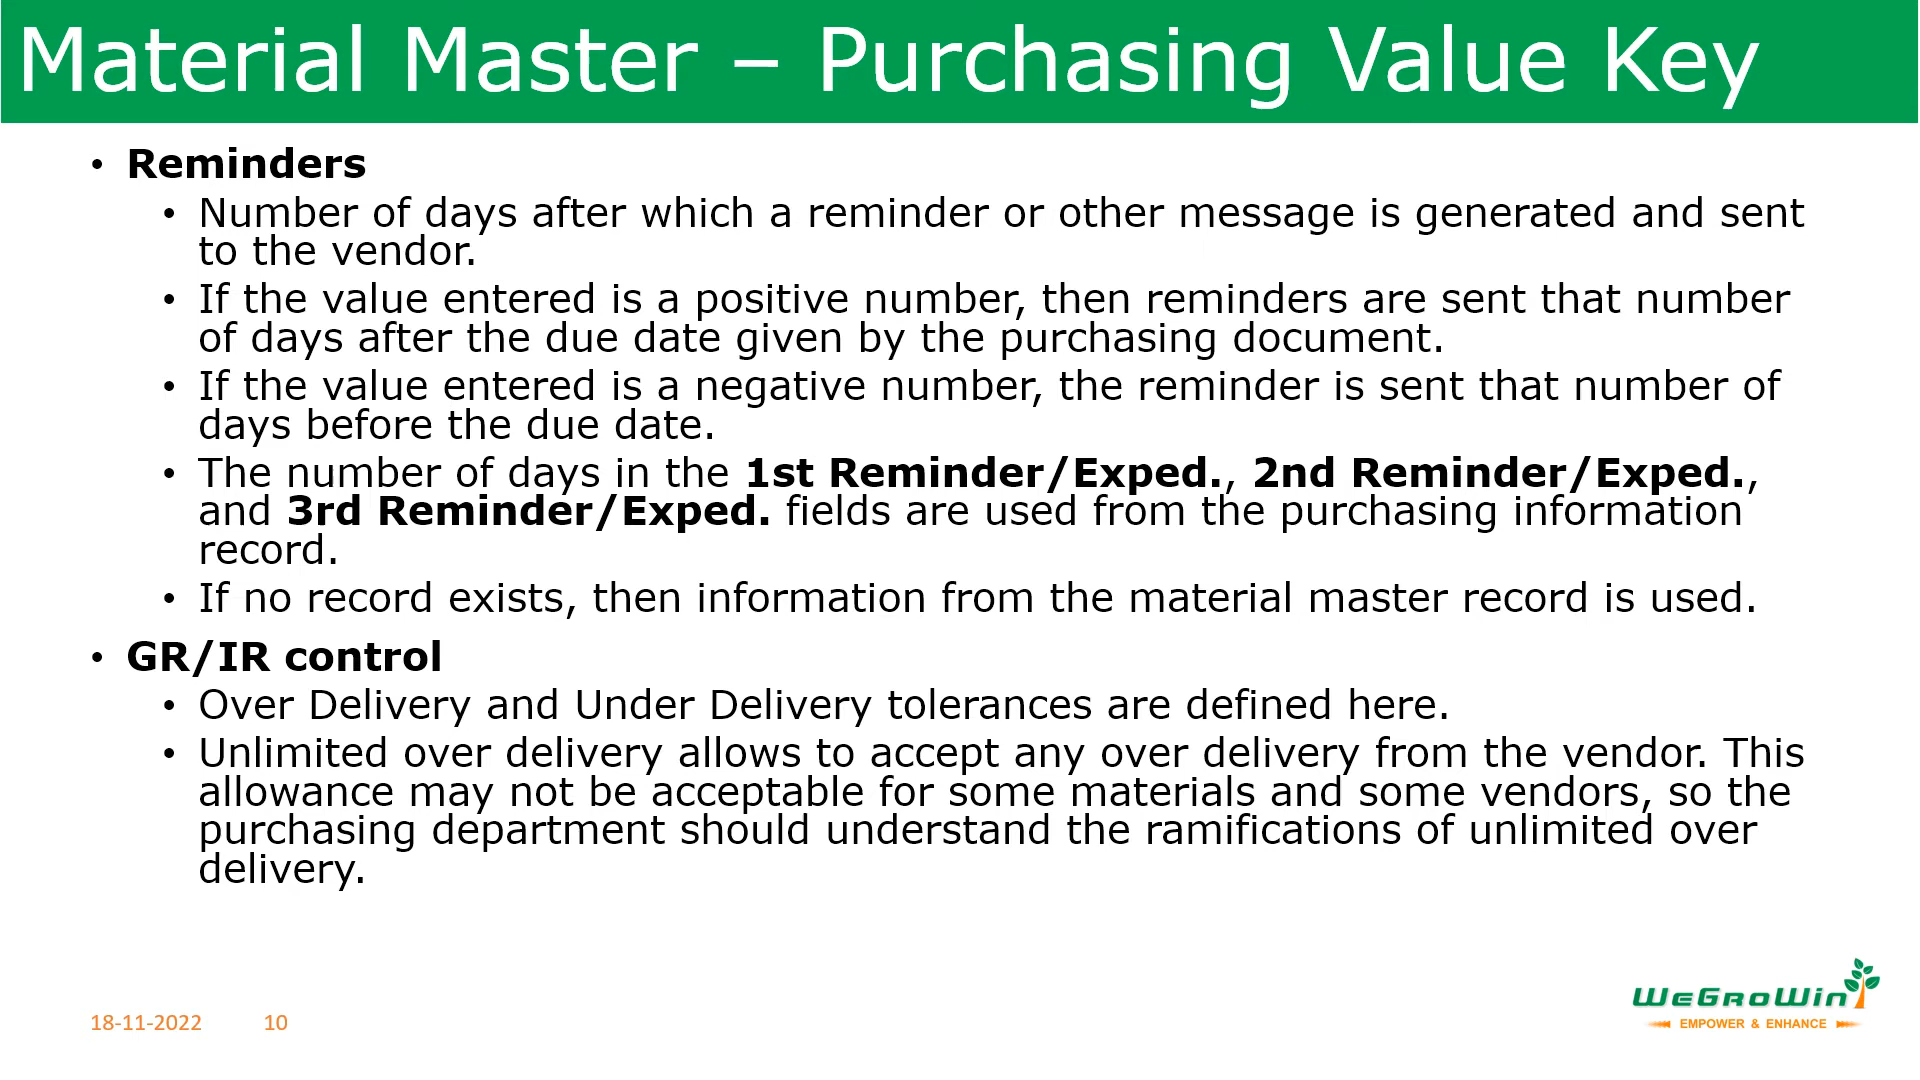 Material Master – Purchasing Value Key
• Reminders
• Number of days after which a reminder or other message is generated and sent
to the vendor.
• If the value entered is a positive number, then reminders are sent that number
of days after the due date given by the purchasing document.
• If the value entered is a negative number, the reminder is sent that number of
days before the due date.
• The number of days in the 1st Reminder/Exped., 2nd Reminder/Exped.,
and 3rd Reminder/Exped. fields are used from the purchasing information
record.
• If no record exists, then information from the material master record is used.
• GR/IR control
• Over Delivery and Under Delivery tolerances are defined here.
• Unlimited over delivery allows to accept any over delivery from the vendor. This
allowance may not be acceptable for some materials and some vendors, so the
purchasing department should understand the ramifications of unlimited over
delivery.
WeGroWin
EMPOWER & ENHANCE
18-11-2022 10